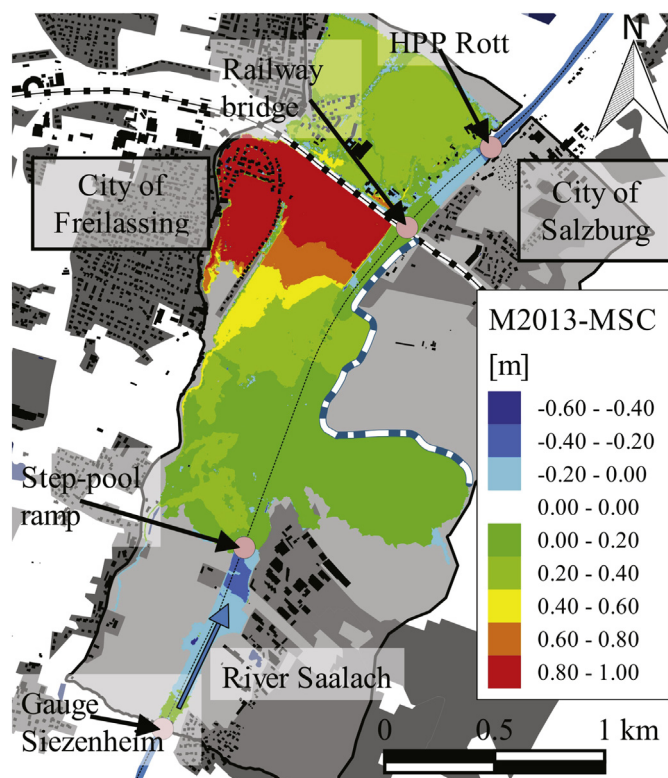 N
HPP Rott
Railway
bridge
City of
Freilassing
City of
Salzburg
M2013-MSC
[m]
-0.60 - -0.40
-0.40 - -0.20
-0.20 - 0.00
0.00 - 0.00
0.00 - 0.20
0.20 - 0.40
0.40 - 0.60
0.60 - 0.80
0.80 - 1.00
Step-pool
ramp
River Saalach
Gauge
Siezenheim
0 0.5 1 km